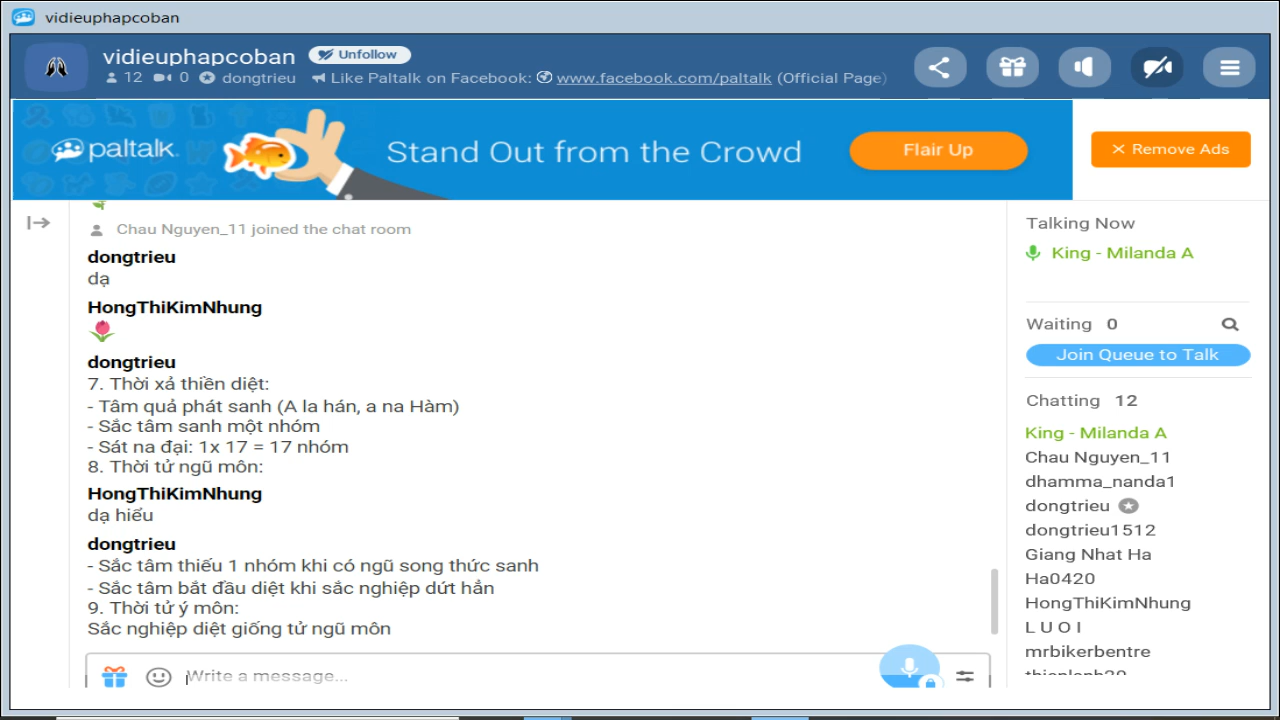 vidieuphapcoban
vidieuphapcoban Unfollow
12 0 dongtrieu Like Paltalk on Facebook: www.facebook.com/paltalk (Official Page)
paltalk Stand Out from the Crowd Flair Up
× Remove Ads
Chau Nguyen_11 joined the chat room
dongtrieu
dạ
HongThiKimNhung
dongtrieu
7. Thời xả thiền diệt:
- Tâm quả phát sanh (A la hán, a na Hàm)
- Sắc tâm sanh một nhóm
- Sát na đại: 1x 17 = 17 nhóm
8. Thời tử ngũ môn:
HongThiKimNhung
dạ hiểu
dongtrieu
- Sắc tâm thiếu 1 nhóm khi có ngũ song thức sanh
- Sắc tâm bắt đầu diệt khi sắc nghiệp dứt hẳn
9. Thời tử ý môn:
Sắc nghiệp diệt giống tử ngũ môn
Write a message...
Talking Now
King - Milanda A
Waiting 0
Join Queue to Talk
Chatting 12
King - Milanda A
Chau Nguyen_11
dhamma_nanda1
dongtrieu
dongtrieu1512
Giang Nhat Ha
Ha0420
HongThiKimNhung
L U O I
mrbikerbentre